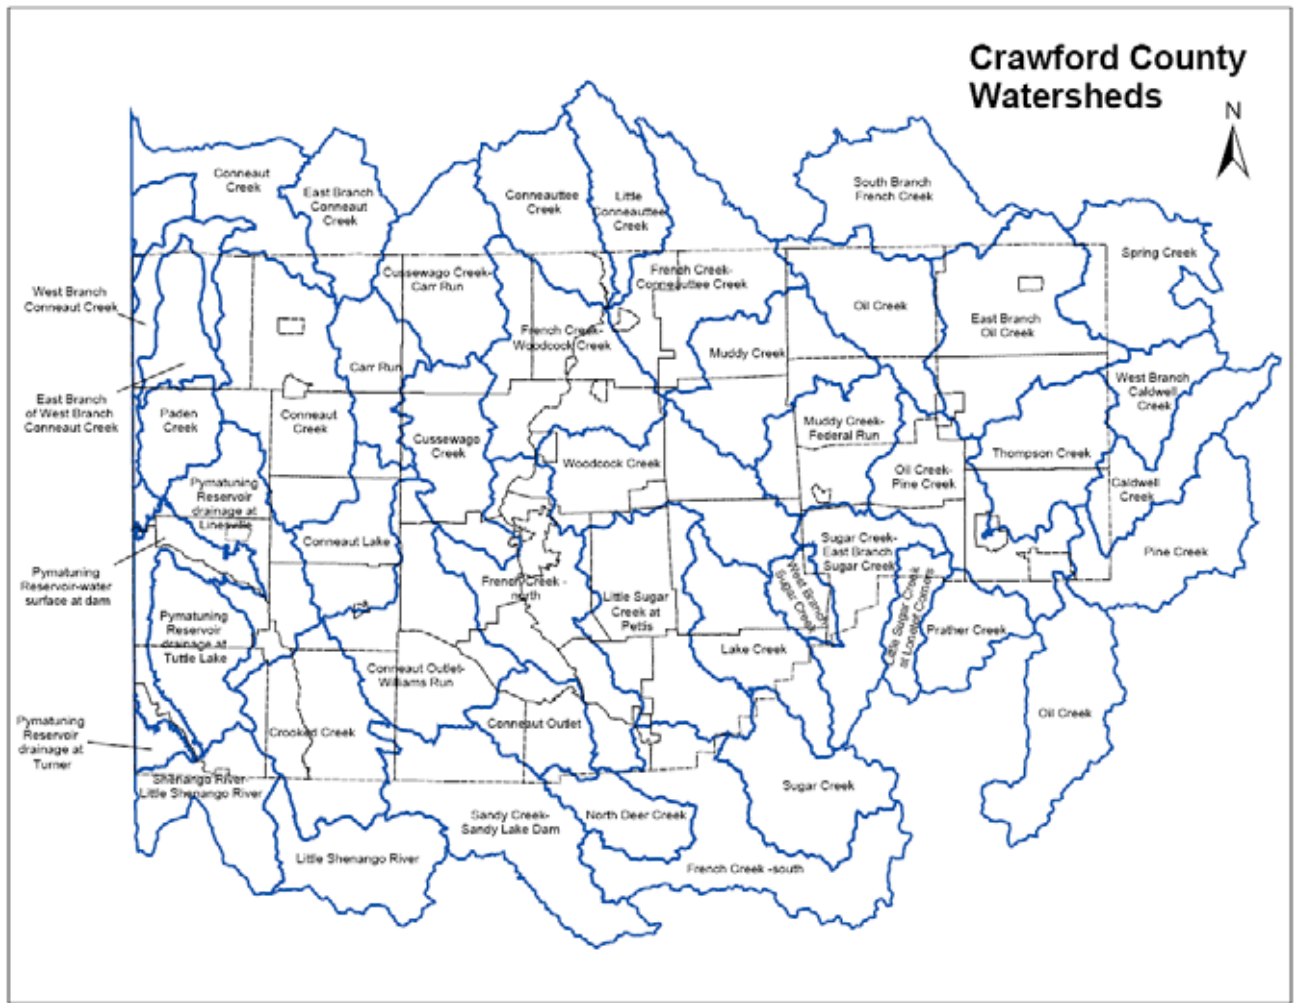 Crawford County
Watersheds
N
Conneaut
Creek
East Branch
Conneaut
Creek
Conneauttee
Creek
Little
Conneauttee
Creek
South Branch
French Creek
Spring Creek
Cussewago Creek-
Carr Run
French Creek-
Conneauttee Creek
West Branch
Conneaut Creek
Oil Creek
East Branch
Oil Creek
French Creek-
Woodcock Creek
Muddy Creek
Carr Run
East Branch
of West Branch
Conneaut Creek
Paden
Creek
Conneaut
Creek
Cussewago
Creek
Woodcock Creek
Muddy Creek-
Federal Run
West Branch
Caldwell
Creek
Thompson Creek
Oil Creek-
Pine Creek
Caldwell
Creek
Pymatuning
Reservoir
drainage at
Linesville
Conneaut Lake
Sugar Creek-
East Branch
Sugar Creek
Pine Creek
Pymatuning
Reservoir-water
surface at dam
French Creek -
north
Little Sugar
Creek at
Pettis
West Branch
Sugar Creek
Little Sugar Creek
at Lonelet Corners
Prather Creek
Pymatuning
Reservoir
drainage at
Tuttle Lake
Lake Creek
Conneaut Outlet-
Williams Run
Pymatuning
Reservoir
drainage at
Turner
Crooked Creek
Conneaut Outlet
Oil Creek
Shenango River-
Little Shenango River
Sugar Creek
Sandy Creek-
Sandy Lake Dam
North Deer Creek
Little Shenango River
French Creek -south